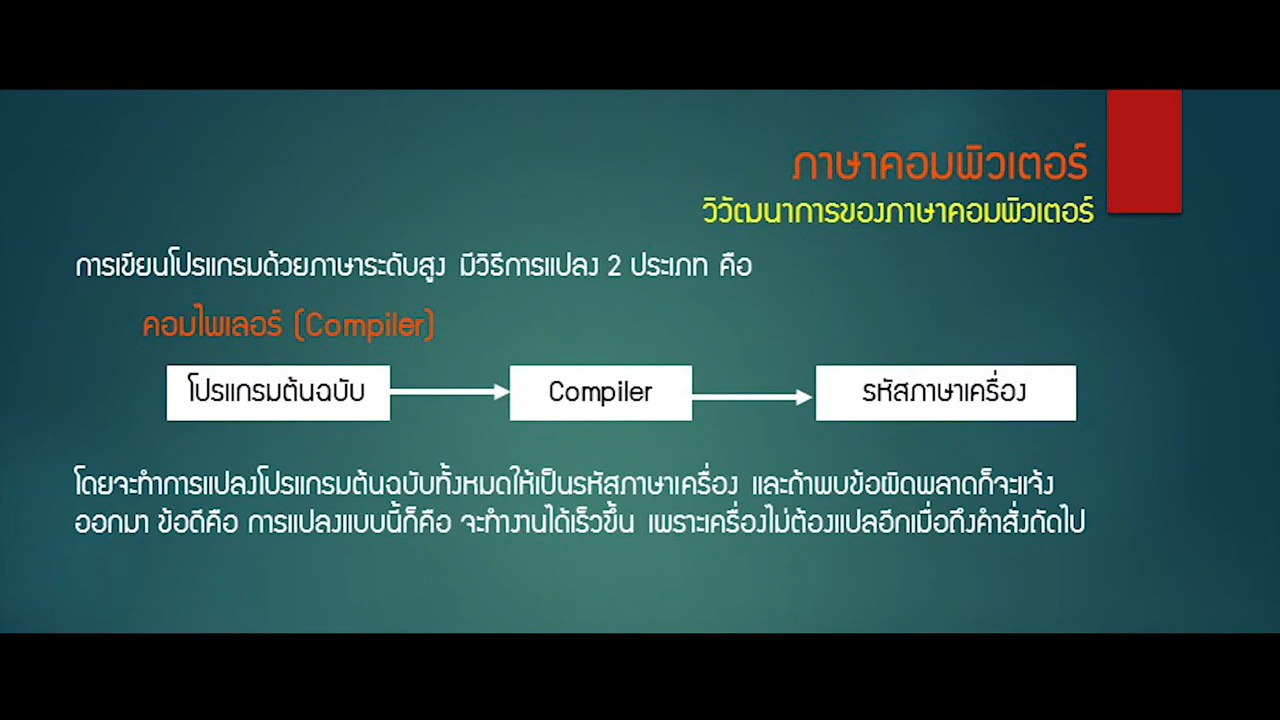 ภาษาคอมพิวเตอร์
วิวัฒนาการของภาษาคอมพิวเตอร์
การเขียนโปรแกรมด้วยภาษาระดับสูง มีวิธีการแปลง 2 ประเภท คือ
คอมไพเลอร์ (Compiler)
โปรแกรมต้นฉบับ Compiler รหัสภาษาเครื่อง
โดยจะทำการแปลงโปรแกรมต้นฉบับทั้งหมดให้เป็นรหัสภาษาเครื่อง และถ้าพบข้อผิดพลาดก็จะแจ้ง
ออกมา ข้อดีคือ การแปลงแบบนี้ก็คือ จะทำงานได้เร็วขึ้น เพราะเครื่องไม่ต้องแปลอีกเมื่อถึงคำสั่งถัดไป